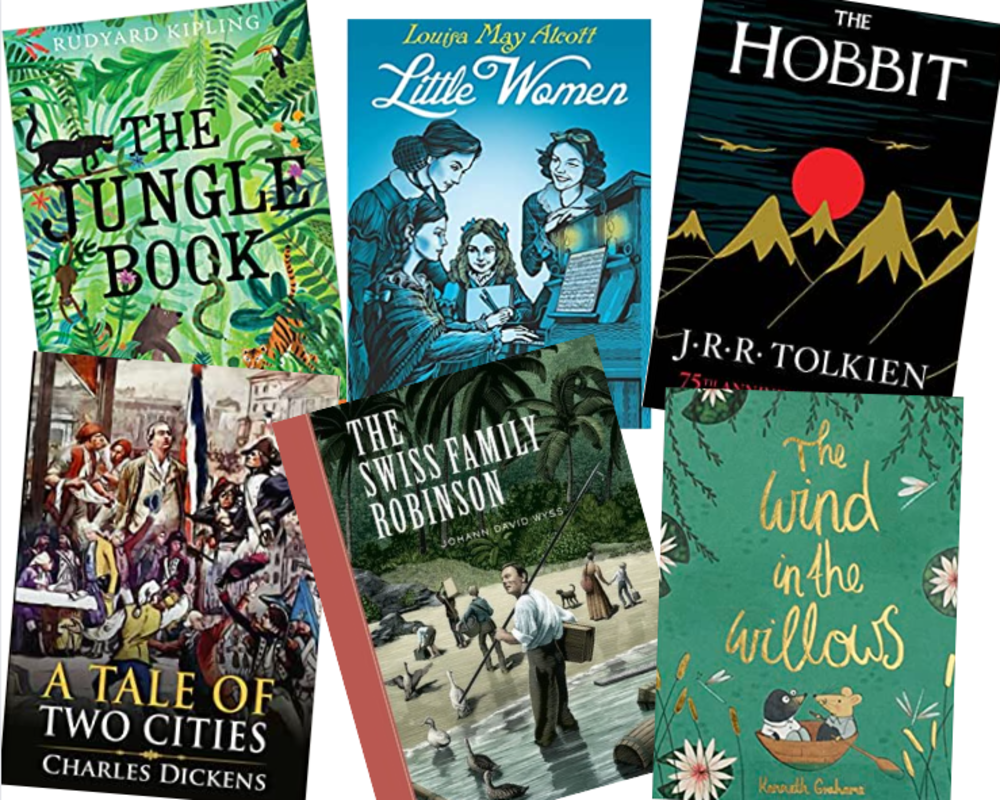 RUDYARD KIPLING
THE
JUNGLE
BOOK
Louisa May Alcott
Little Women
THE
HOBBIT
J·R·R· TOLKIEN
75TH
A TALE OF
TWO CITIES
CHARLES DICKENS
THE
SWISS FAMILY
ROBINSON
JOHANN DAVID WYSS
The
Wind
in the
Willows
Kenneth Grahame